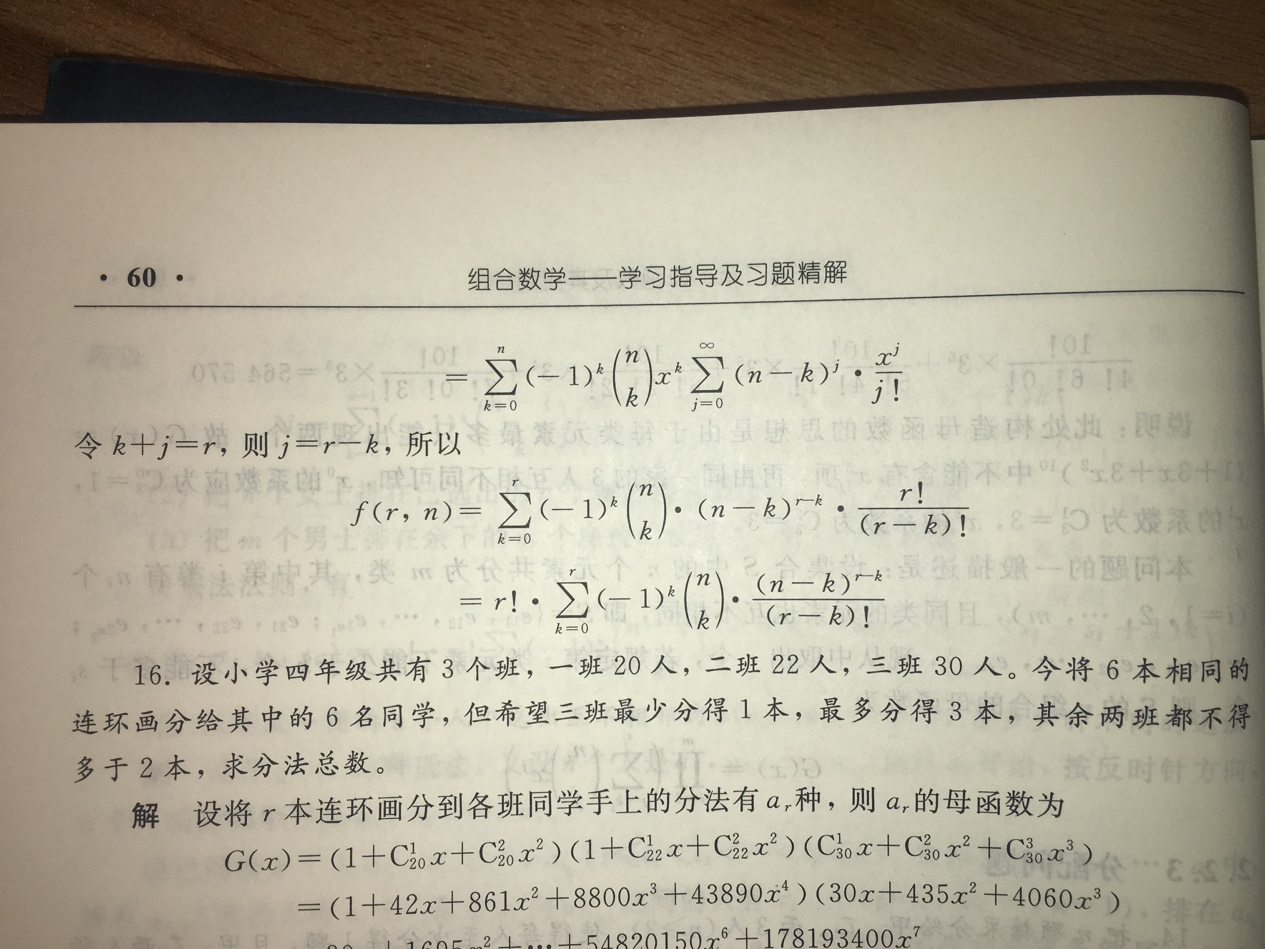 · 60 ·
组合数学——学习指导及习题精解
= \sum_{k=0}^{n} (-1)^k \binom{n}{k} x^k \sum_{j=0}^{\infty} (n-k)^j · \frac{x^j}{j!}
令 k+j=r, 则 j=r-k, 所以
f(r, n) = \sum_{k=0}^{r} (-1)^k \binom{n}{k} · (n-k)^{r-k} · \frac{r!}{(r-k)!}
= r! · \sum_{k=0}^{r} (-1)^k \binom{n}{k} · \frac{(n-k)^{r-k}}{(r-k)!}
16. 设小学四年级共有 3 个班, 一班 20 人, 二班 22 人, 三班 30 人。今将 6 本相同的
连环画分给其中的 6 名同学, 但希望三班最少分得 1 本, 最多分得 3 本, 其余两班都不得
多于 2 本, 求分法总数。
解 设将 r 本连环画分到各班同学手上的分法有 a_r 种, 则 a_r 的母函数为
G(x) = (1+C_{20}^1 x+C_{20}^2 x^2)(1+C_{22}^1 x+C_{22}^2 x^2)(C_{30}^1 x+C_{30}^2 x^2+C_{30}^3 x^3)
= (1+42x+861x^2+8800x^3+43890x^4)(30x+435x^2+4060x^3)
+1695x^2+⋯+54820150x^6+178193400x^7